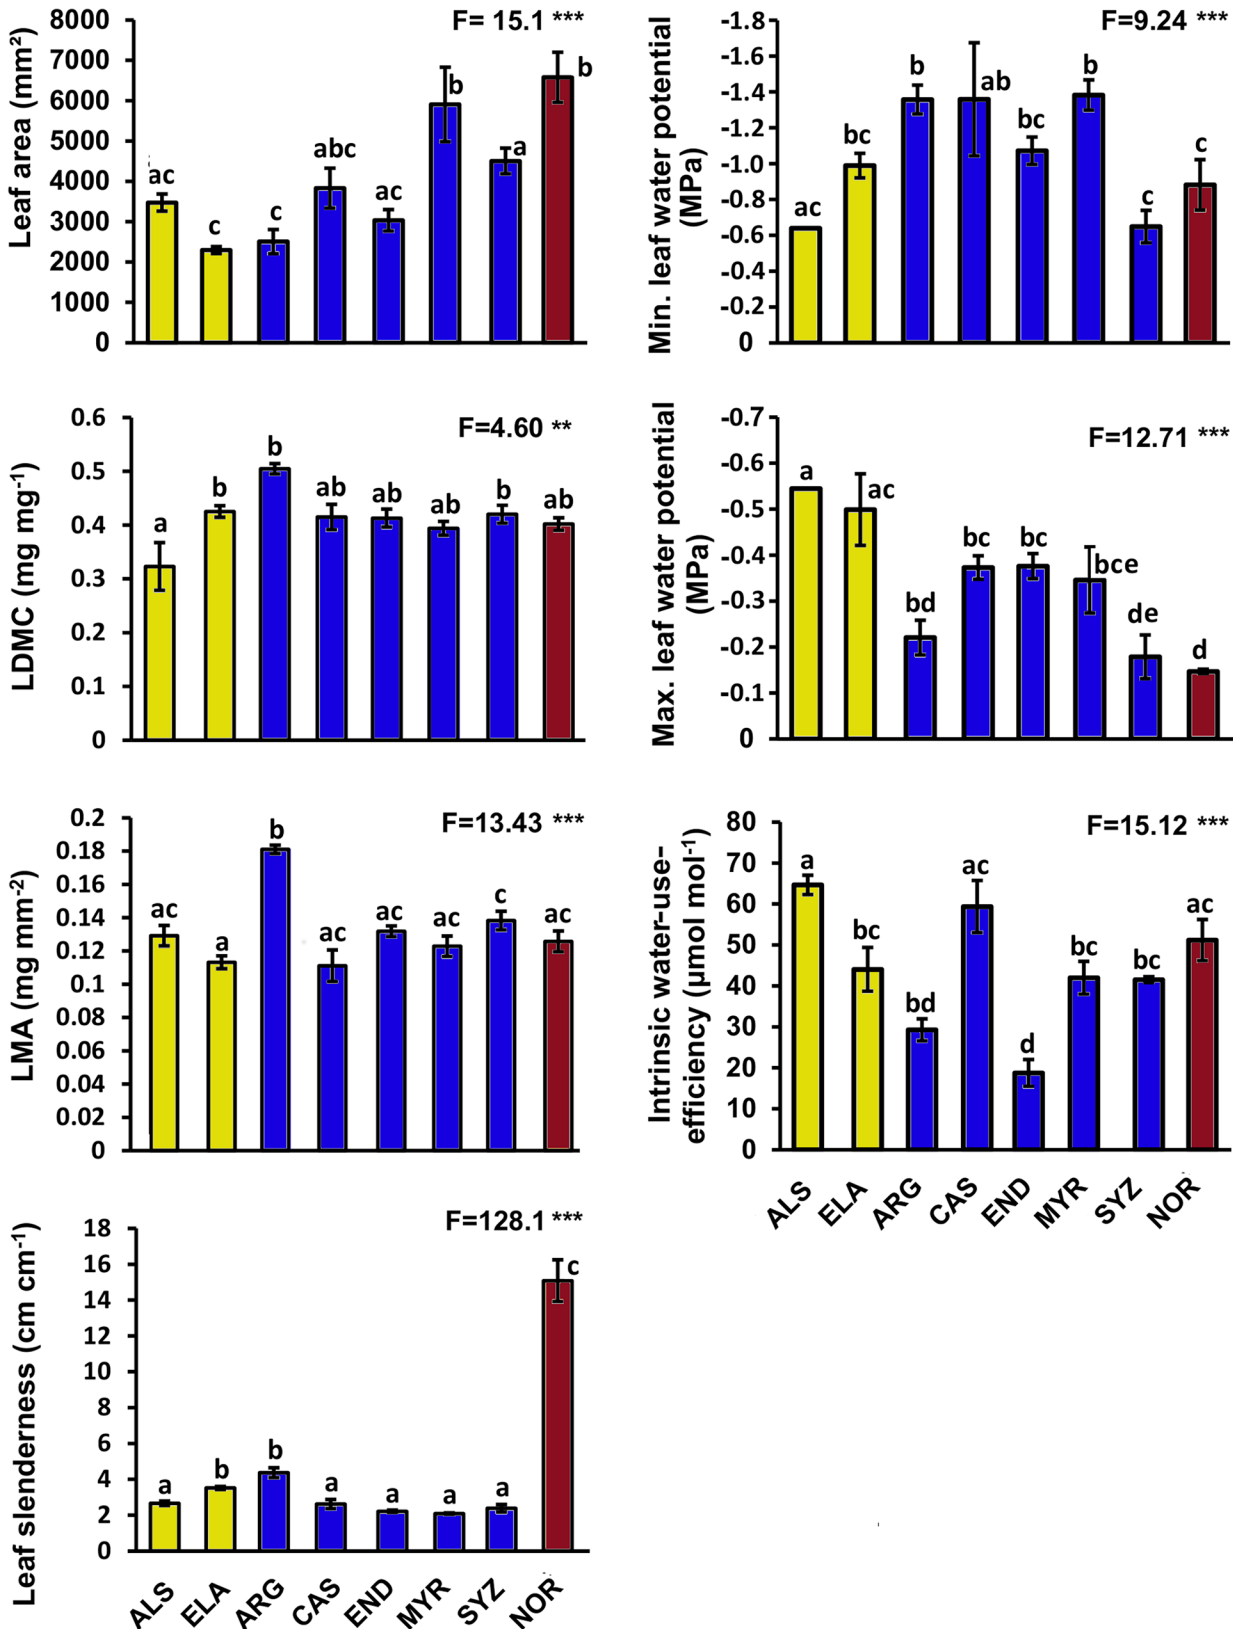 Leaf area (mm²)
8000
7000
6000
5000
4000
3000
2000
1000
0
F= 15.1 ***
ac
c
c
abc
ac
b
a
b
Min. leaf water potential
(MPa)
-1.8
-1.6
-1.4
-1.2
-1.0
-0.8
-0.6
-0.4
-0.2
0
F=9.24 ***
ac
bc
b
ab
bc
b
c
c
LDMC (mg mg⁻¹)
0.6
0.5
0.4
0.3
0.2
0.1
0
F=4.60 **
a
b
b
ab
ab
ab
b
ab
Max. leaf water potential
(MPa)
-0.7
-0.6
-0.5
-0.4
-0.3
-0.2
-0.1
0
F=12.71 ***
a
ac
bd
bc
bc
bce
de
d
LMA (mg mm⁻²)
0.2
0.18
0.16
0.14
0.12
0.1
0.08
0.06
0.04
0.02
0
F=13.43 ***
ac
a
b
ac
ac
ac
c
ac
Intrinsic water-use-
efficiency (µmol mol⁻¹)
80
70
60
50
40
30
20
10
0
F=15.12 ***
a
bc
bd
ac
d
bc
bc
ac
ALS
ELA
ARG
CAS
END
MYR
SYZ
NOR
Leaf slenderness (cm cm⁻¹)
18
16
14
12
10
8
6
4
2
0
F=128.1 ***
a
b
b
a
a
a
a
c
ALS
ELA
ARG
CAS
END
MYR
SYZ
NOR